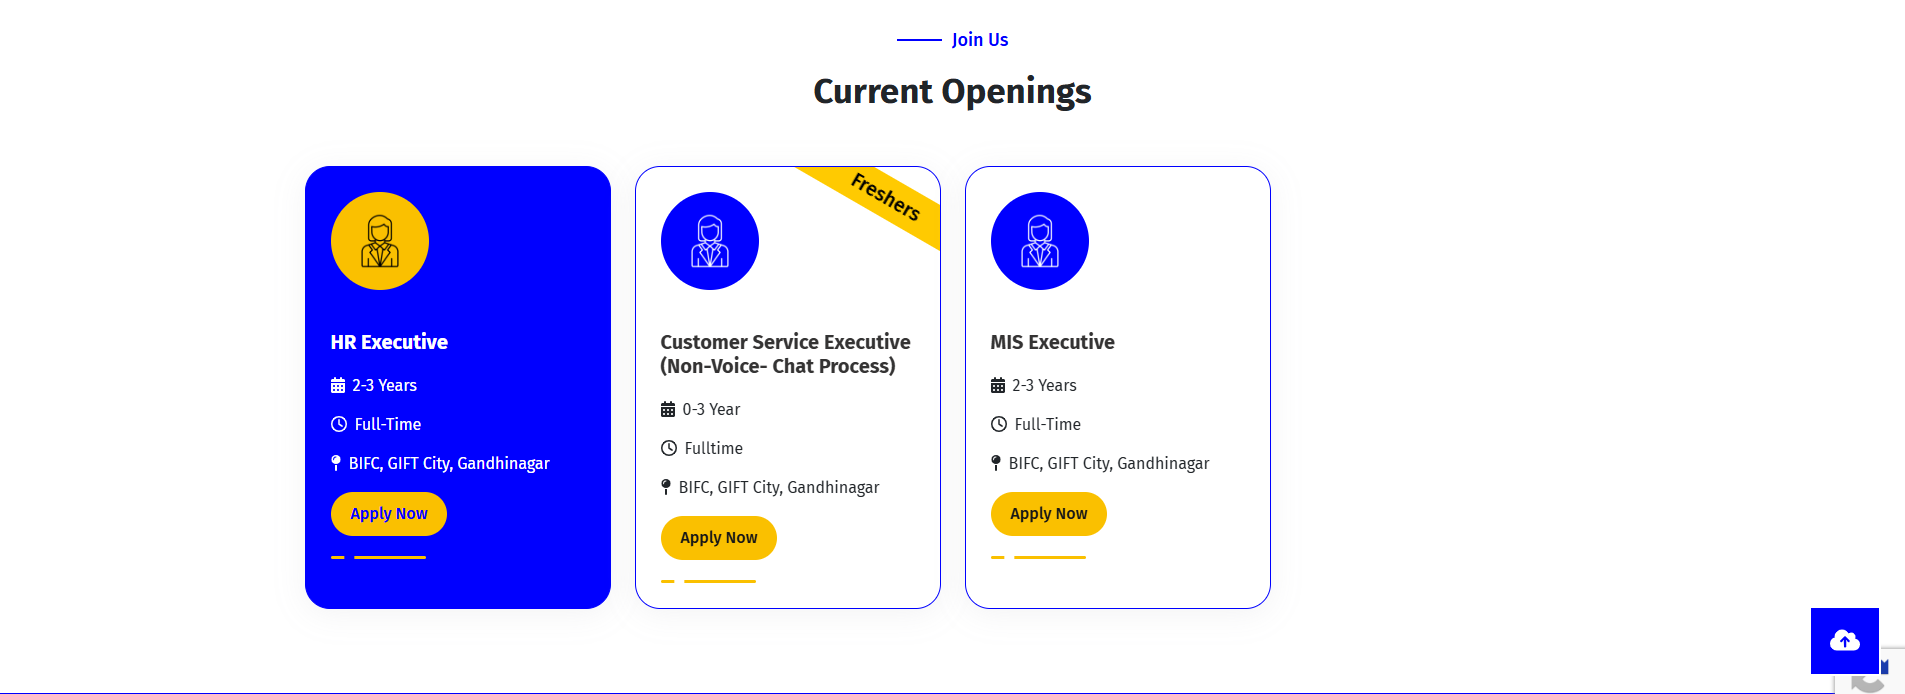 Join Us
Current Openings
HR Executive
2-3 Years
Full-Time
BIFC, GIFT City, Gandhinagar
Apply Now
Freshers
Customer Service Executive
(Non-Voice- Chat Process)
0-3 Year
Fulltime
BIFC, GIFT City, Gandhinagar
Apply Now
MIS Executive
2-3 Years
Full-Time
BIFC, GIFT City, Gandhinagar
Apply Now